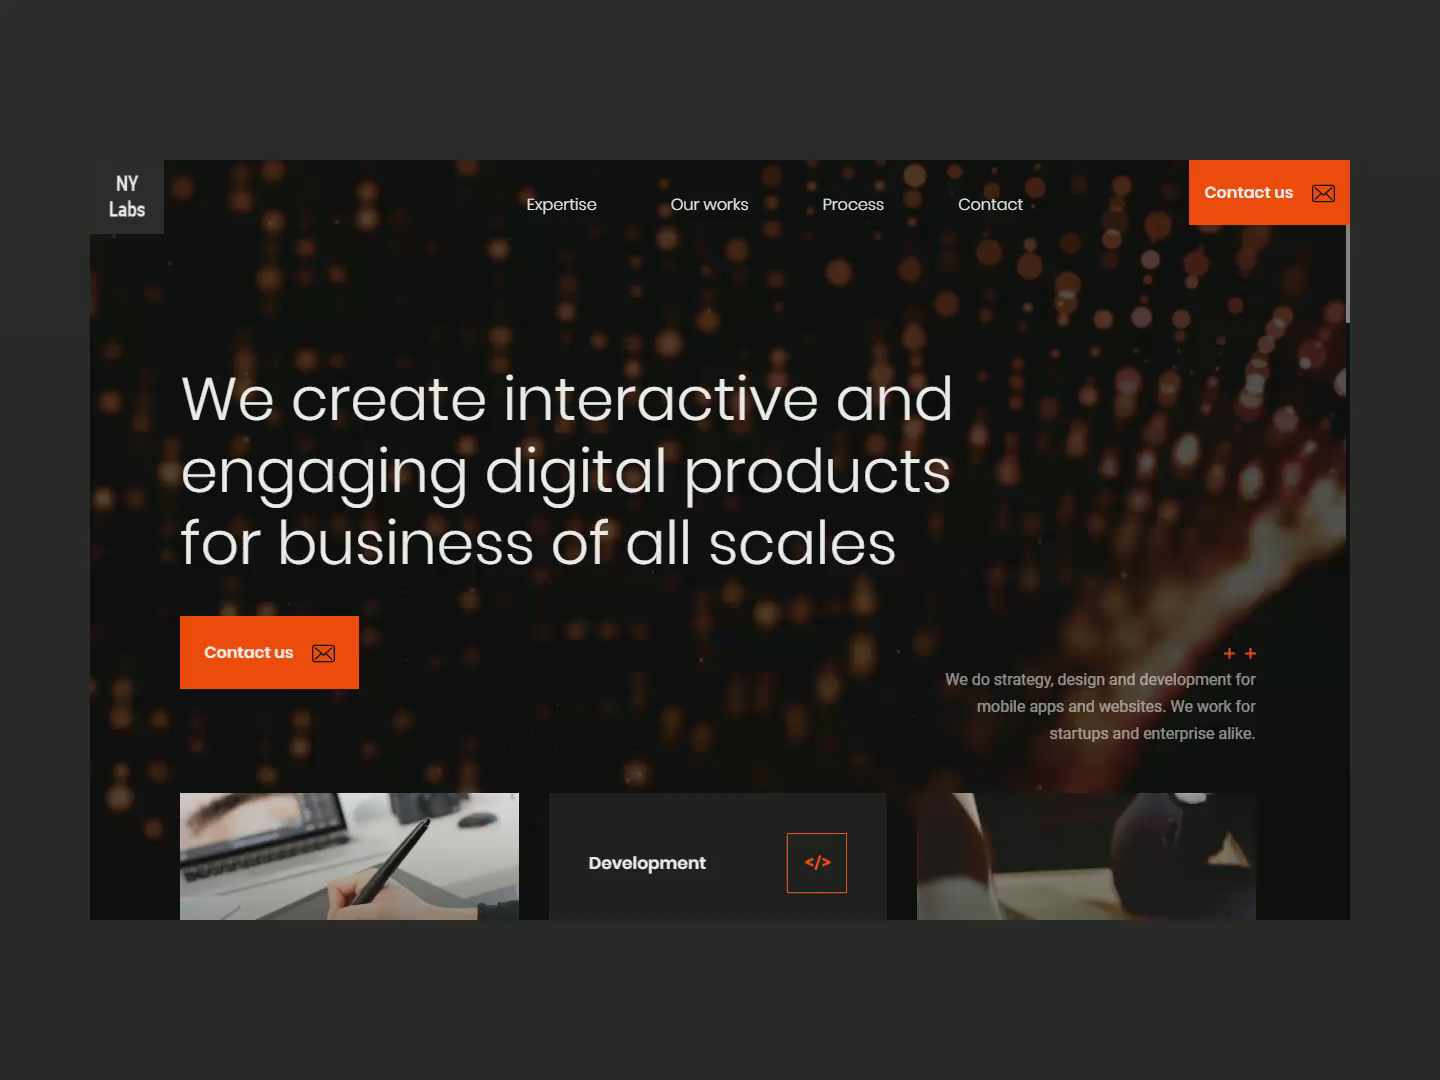 NY
Labs
Expertise
Our works
Process
Contact
Contact us
We create interactive and
engaging digital products
for business of all scales
Contact us
+ +
We do strategy, design and development for
mobile apps and websites. We work for
startups and enterprise alike.
Development
</>